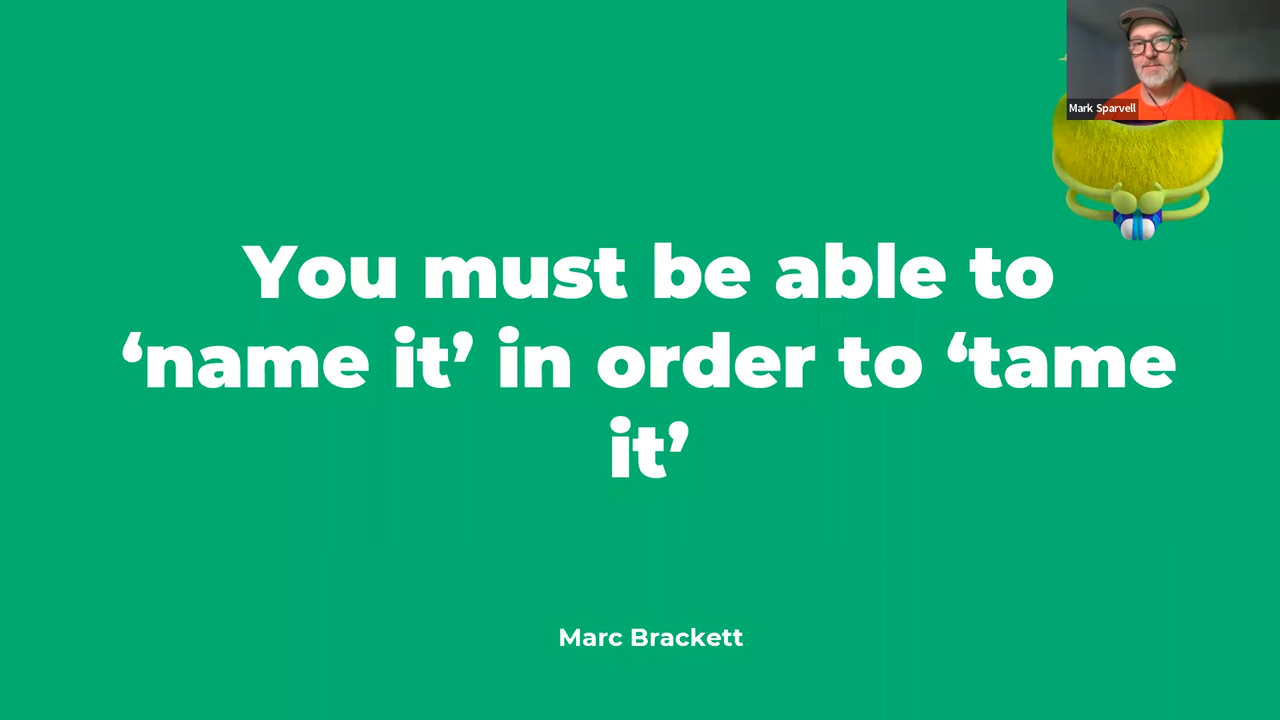 Mark Sparvell
You must be able to
‘name it’ in order to ‘tame
it’
Marc Brackett